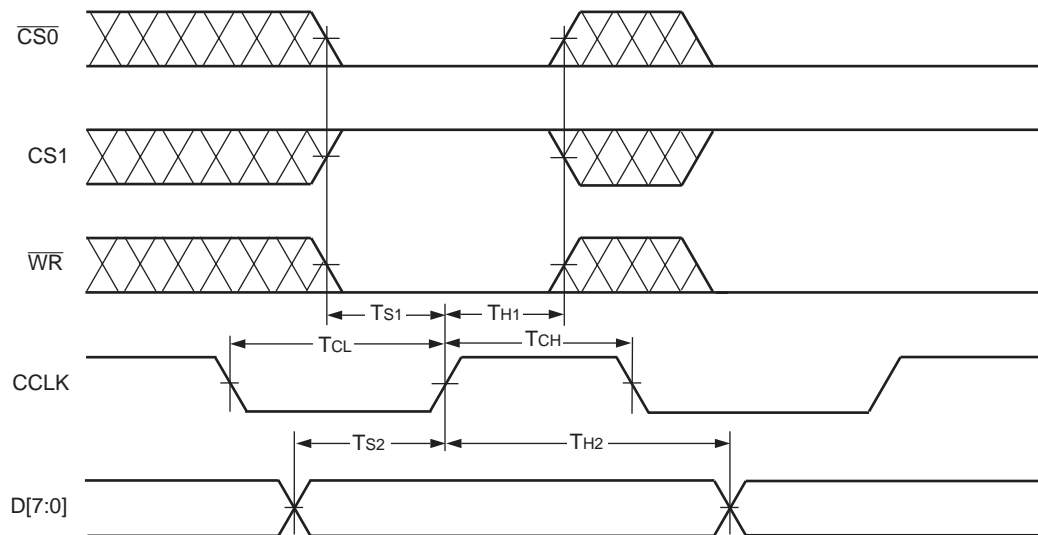 CS0
CS1
WR
TS1 TH1
TCL TCH
CCLK
TS2 TH2
D[7:0]